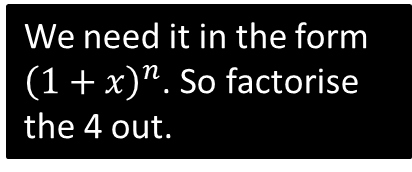 We need it in the form
(1 + x)ⁿ. So factorise
the 4 out.